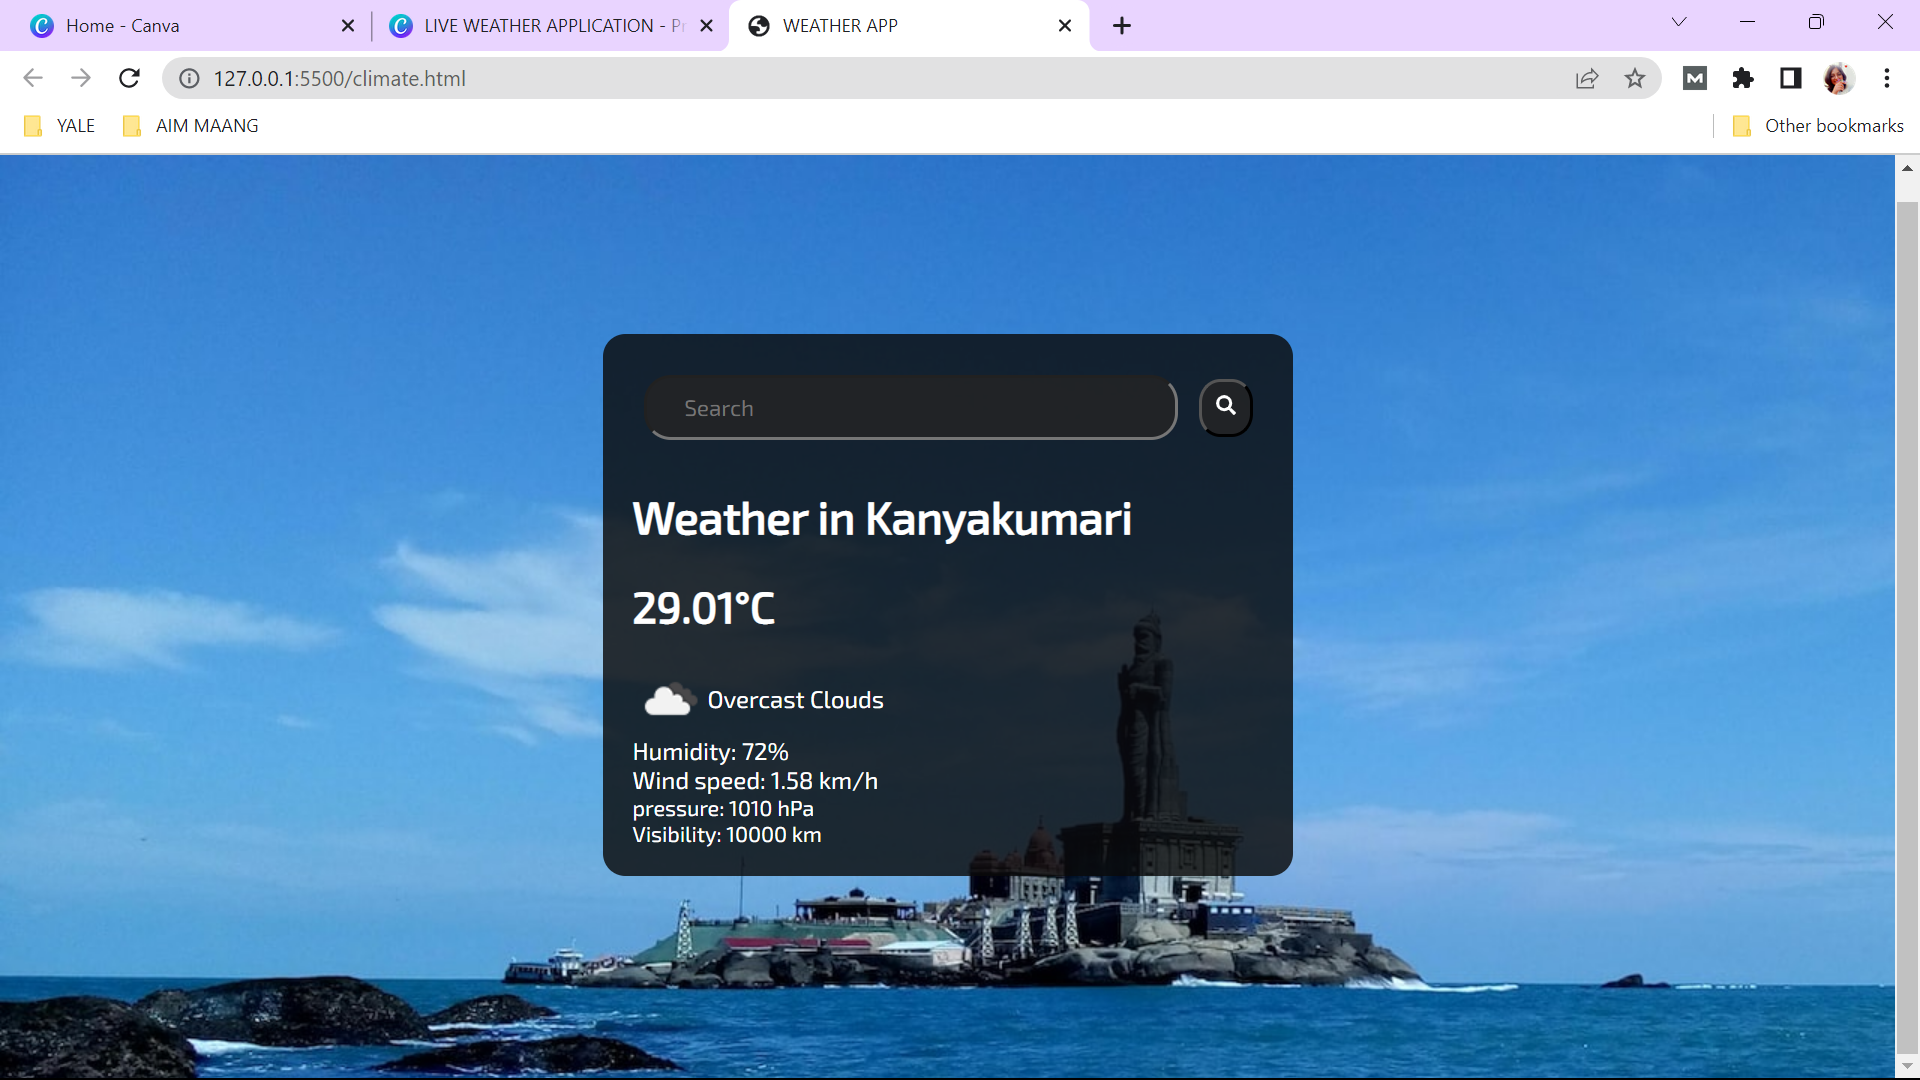 Home - Canva
LIVE WEATHER APPLICATION - Pr
WEATHER APP
127.0.0.1:5500/climate.html
YALE
AIM MAANG
Other bookmarks
Search
Weather in Kanyakumari
29.01°C
Overcast Clouds
Humidity: 72%
Wind speed: 1.58 km/h
pressure: 1010 hPa
Visibility: 10000 km